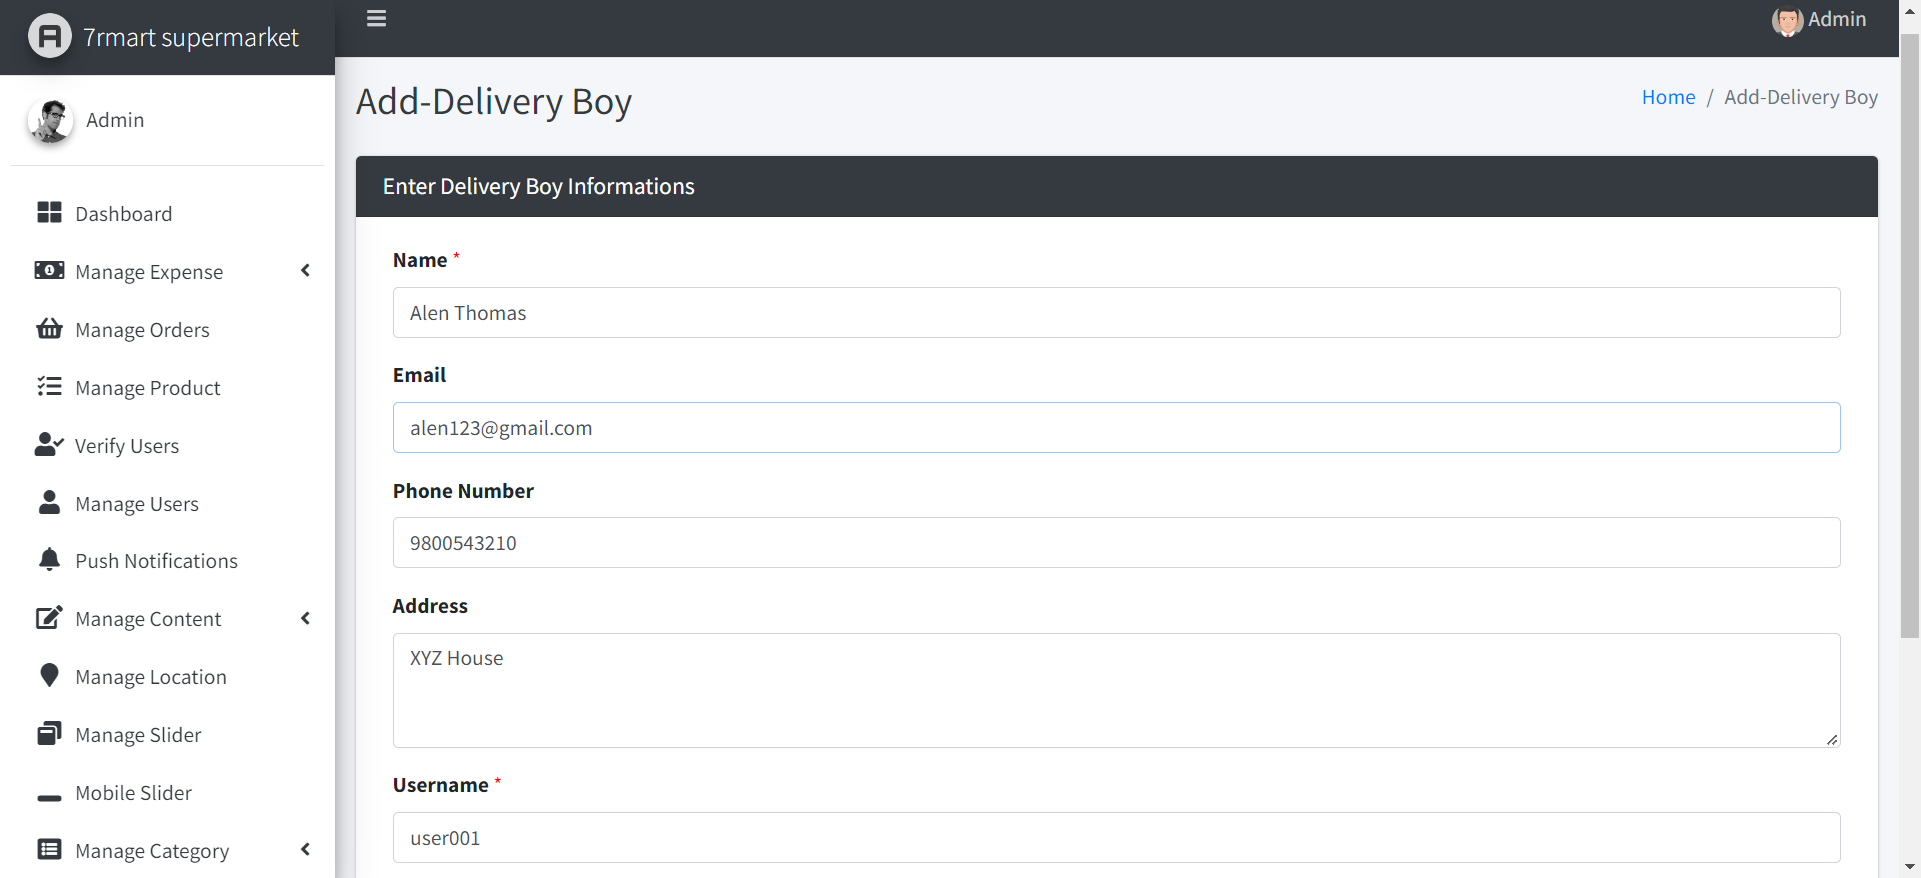 7rmart supermarket
Admin
Admin
Dashboard
Manage Expense
Manage Orders
Manage Product
Verify Users
Manage Users
Push Notifications
Manage Content
Manage Location
Manage Slider
Mobile Slider
Manage Category
Add-Delivery Boy
Home / Add-Delivery Boy
Enter Delivery Boy Informations
Name *
Alen Thomas
Email
alen123@gmail.com
Phone Number
9800543210
Address
XYZ House
Username *
user001